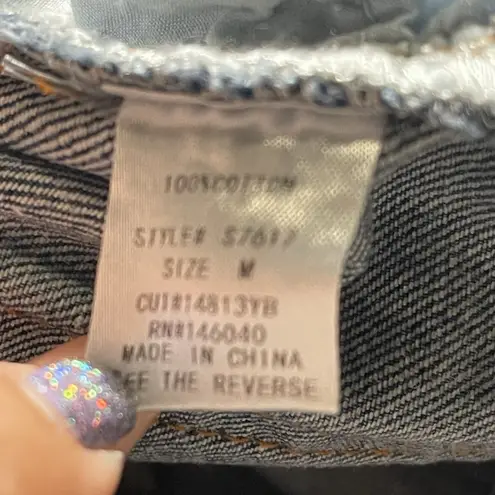 100%COTTON
STYLE# S7617
SIZE M
CUT#14813YB
RN#146040
MADE IN CHINA
SEE THE REVERSE